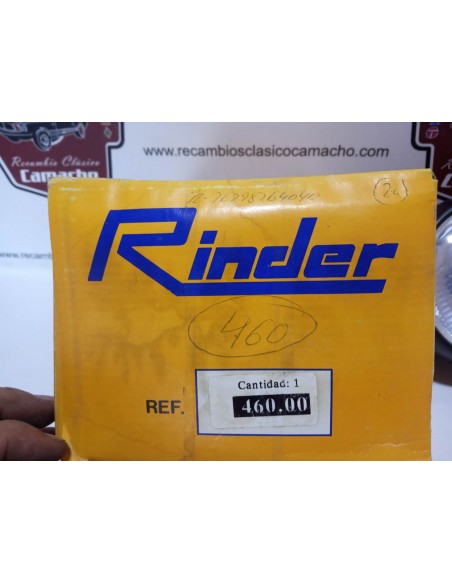 Recambio Clásico
Camacho
www.recambiosclasicocamacho.com
Rinder
460
Cantidad: 1
REF. 460.00